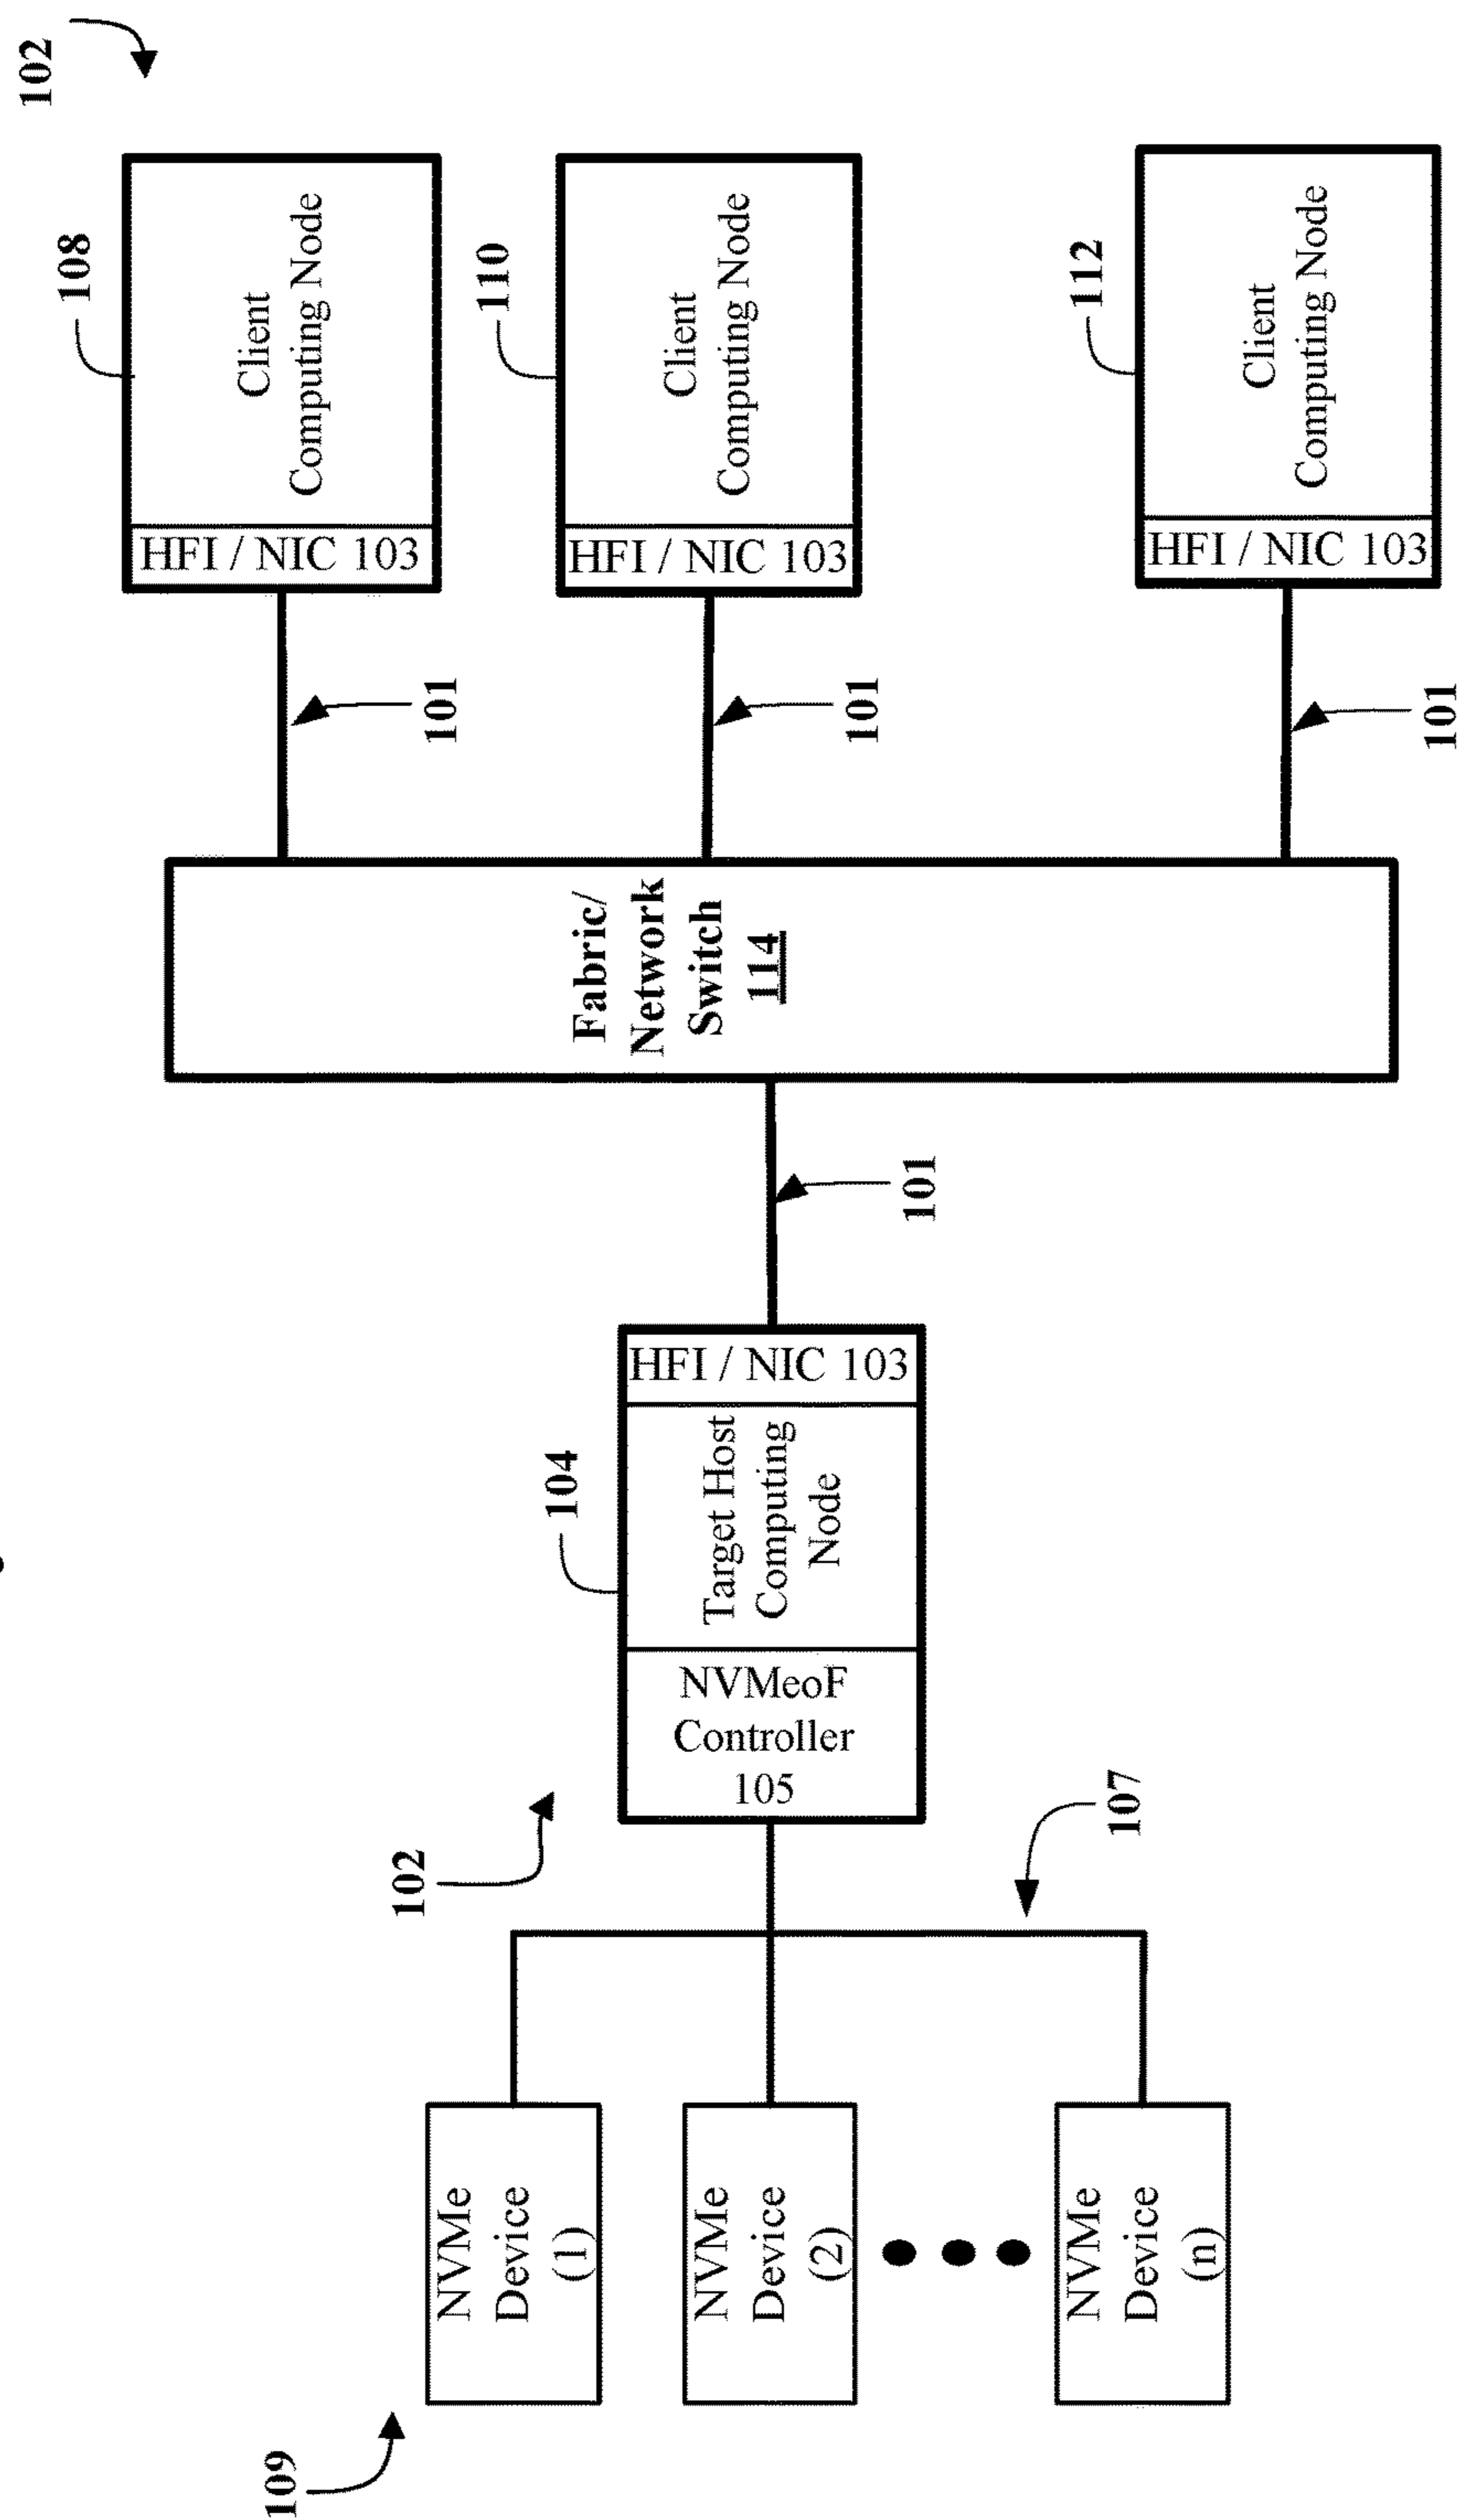 109
NVMe
Device
(1)
NVMe
Device
(2)
NVMe
Device
(n)
102
107
104
NVMeoF
Controller
105
Target Host
Computing
Node
HFI / NIC 103
101
Fabric/
Network
Switch
114
101
101
101
102
108
HFI / NIC 103
Client
Computing Node
110
HFI / NIC 103
Client
Computing Node
112
HFI / NIC 103
Client
Computing Node